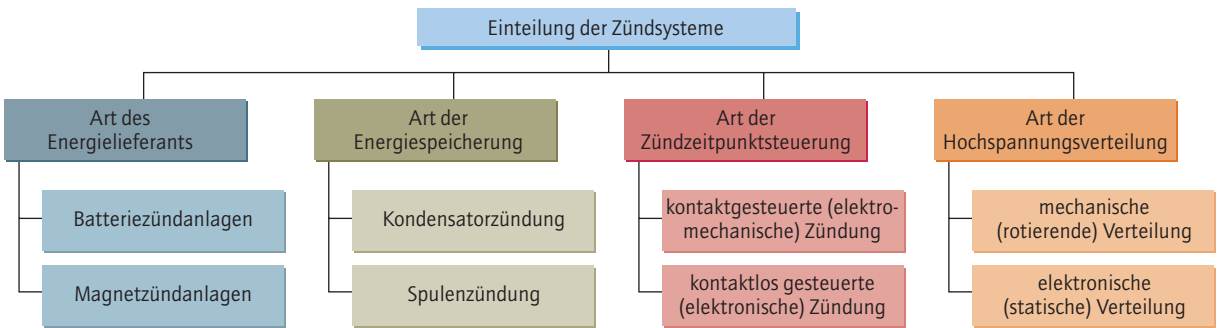 Einteilung der Zündsysteme
Art des
Energielieferants
Batteriezündanlagen
Magnetzündanlagen
Art der
Energiespeicherung
Kondensatorzündung
Spulenzündung
Art der
Zündzeitpunktsteuerung
kontaktgesteuerte (elektro-
mechanische) Zündung
kontaktlos gesteuerte
(elektronische) Zündung
Art der
Hochspannungsverteilung
mechanische
(rotierende) Verteilung
elektronische
(statische) Verteilung